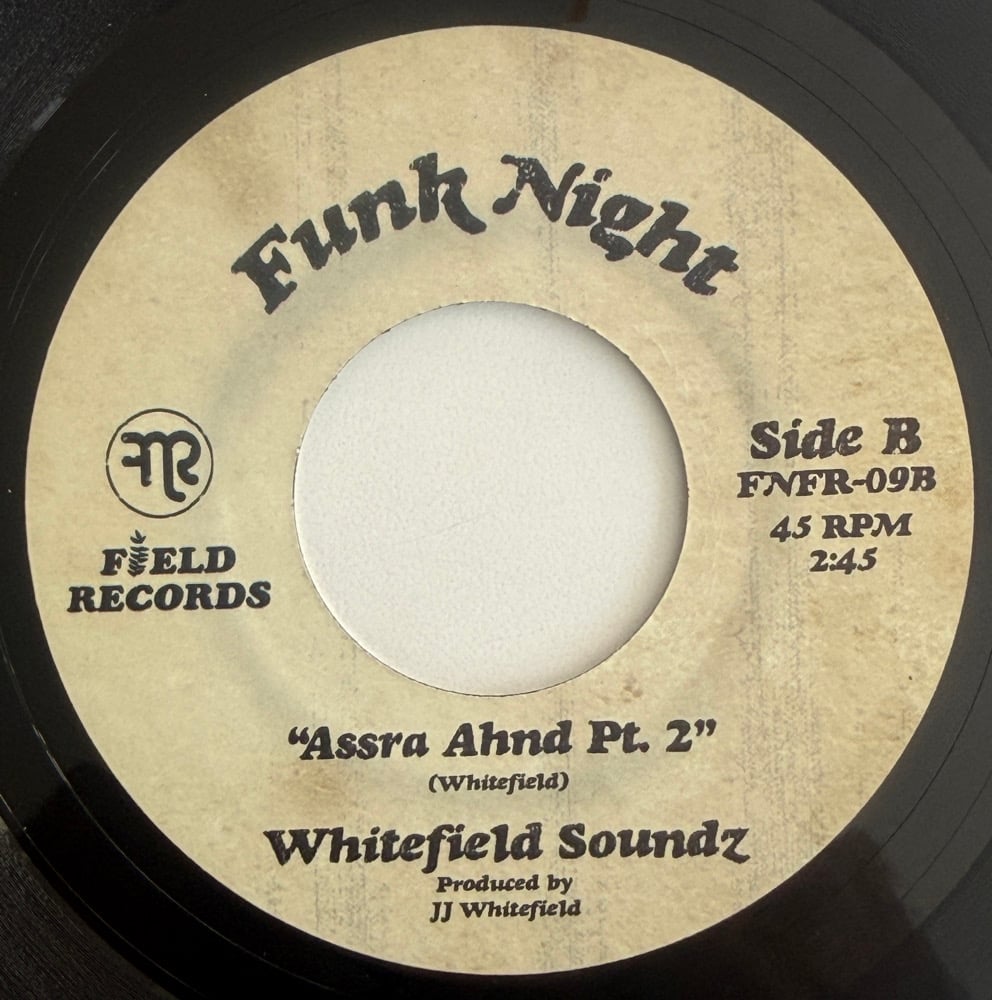 Funk Night
FR
FIELD
RECORDS
Side B
FNFR-09B
45 RPM
2:45
“Assra Ahnd Pt. 2”
(Whitefield)
Whitefield Soundz
Produced by
JJ Whitefield